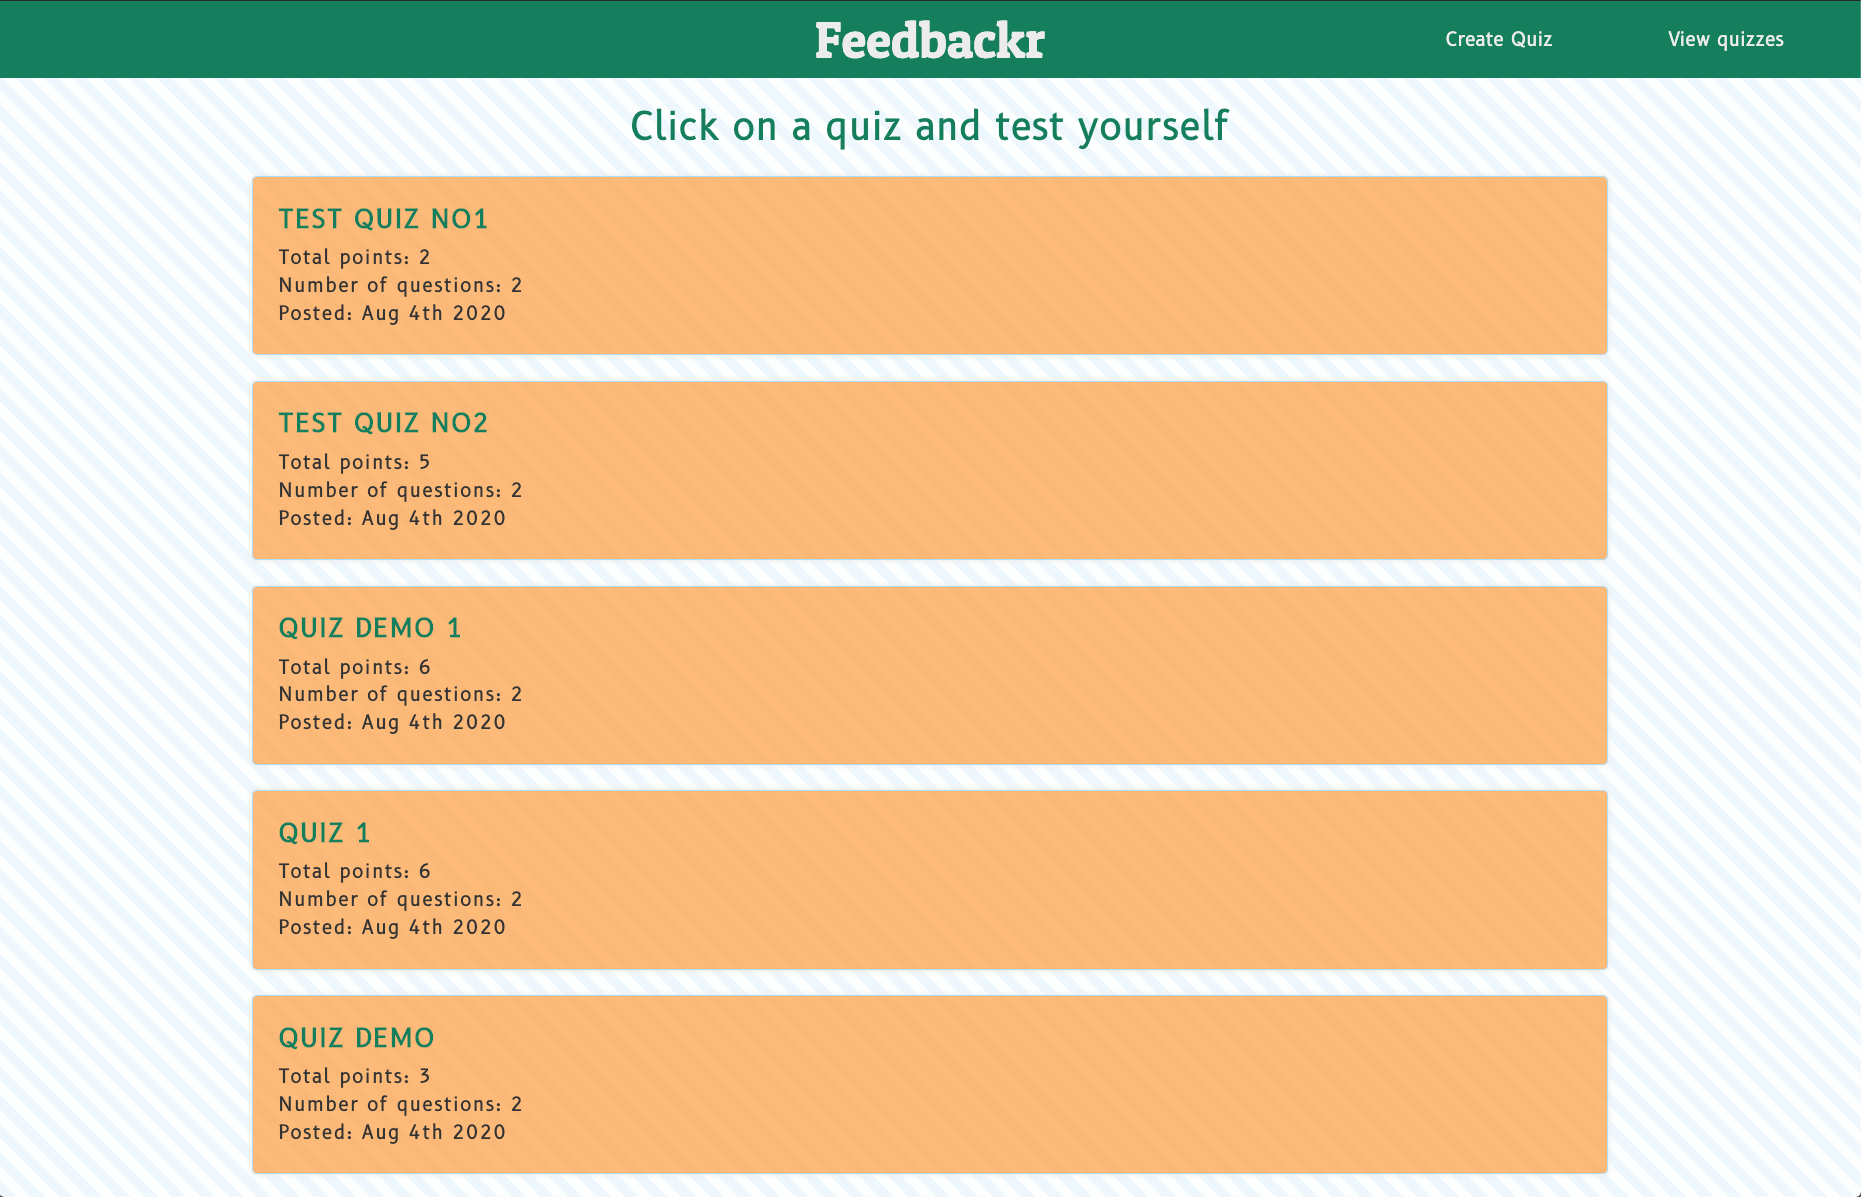 Feedbackr
Create Quiz
View quizzes
Click on a quiz and test yourself
TEST QUIZ NO1
Total points: 2
Number of questions: 2
Posted: Aug 4th 2020
TEST QUIZ NO2
Total points: 5
Number of questions: 2
Posted: Aug 4th 2020
QUIZ DEMO 1
Total points: 6
Number of questions: 2
Posted: Aug 4th 2020
QUIZ 1
Total points: 6
Number of questions: 2
Posted: Aug 4th 2020
QUIZ DEMO
Total points: 3
Number of questions: 2
Posted: Aug 4th 2020